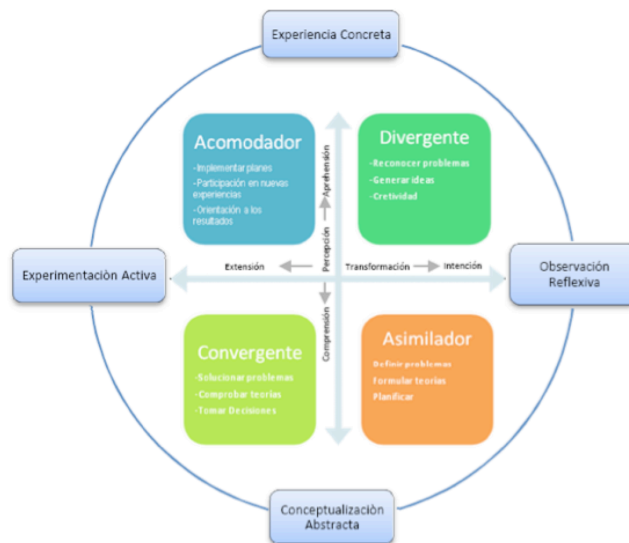 Experiencia Concreta
Acomodador
-Implementar planes
-Participación en nuevas
experiencias
-Orientación a los
resultados
Divergente
-Reconocer problemas
-Generar ideas
-Cretividad
Aprehensión
Percepción
Comprensión
Extensión
Transformación
Intención
Experimentaciòn Activa
Observación
Reflexiva
Convergente
-Solucionar problemas
-Comprobar teorías
-Tomar Decisiones
Asimilador
Definir problemas
Formular teorías
Planificar
Conceptualizaciòn
Abstracta